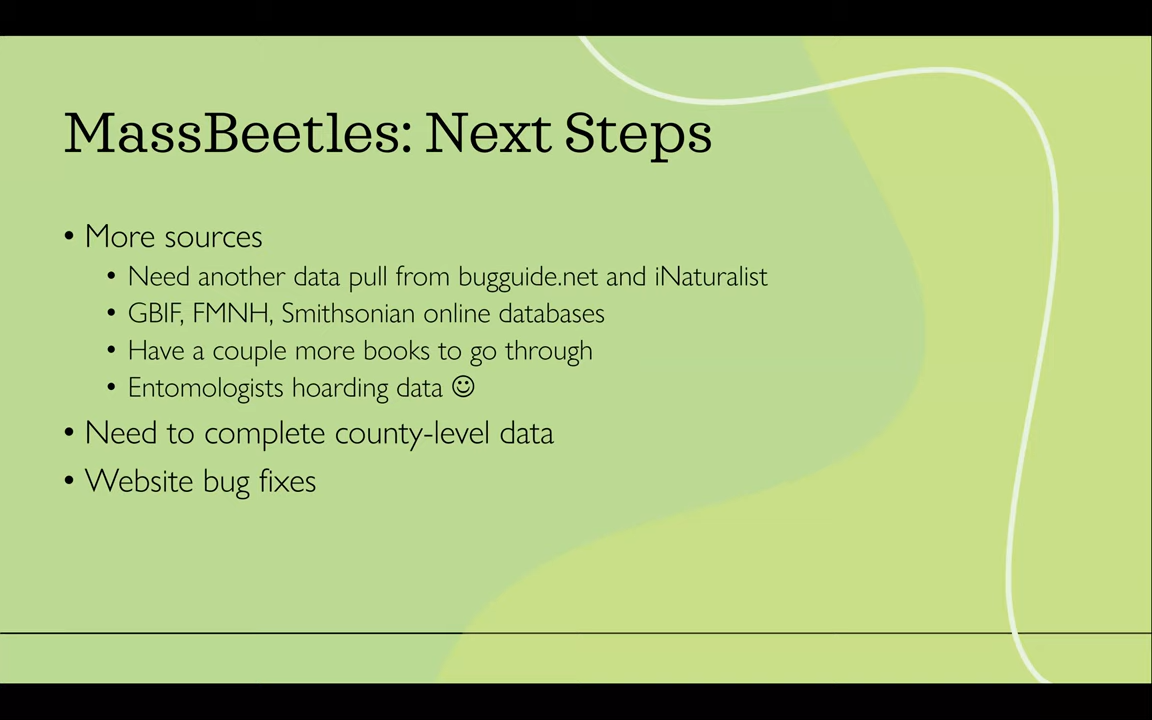 MassBeetles: Next Steps
• More sources
• Need another data pull from bugguide.net and iNaturalist
• GBIF, FMNH, Smithsonian online databases
• Have a couple more books to go through
• Entomologists hoarding data ☺
• Need to complete county-level data
• Website bug fixes